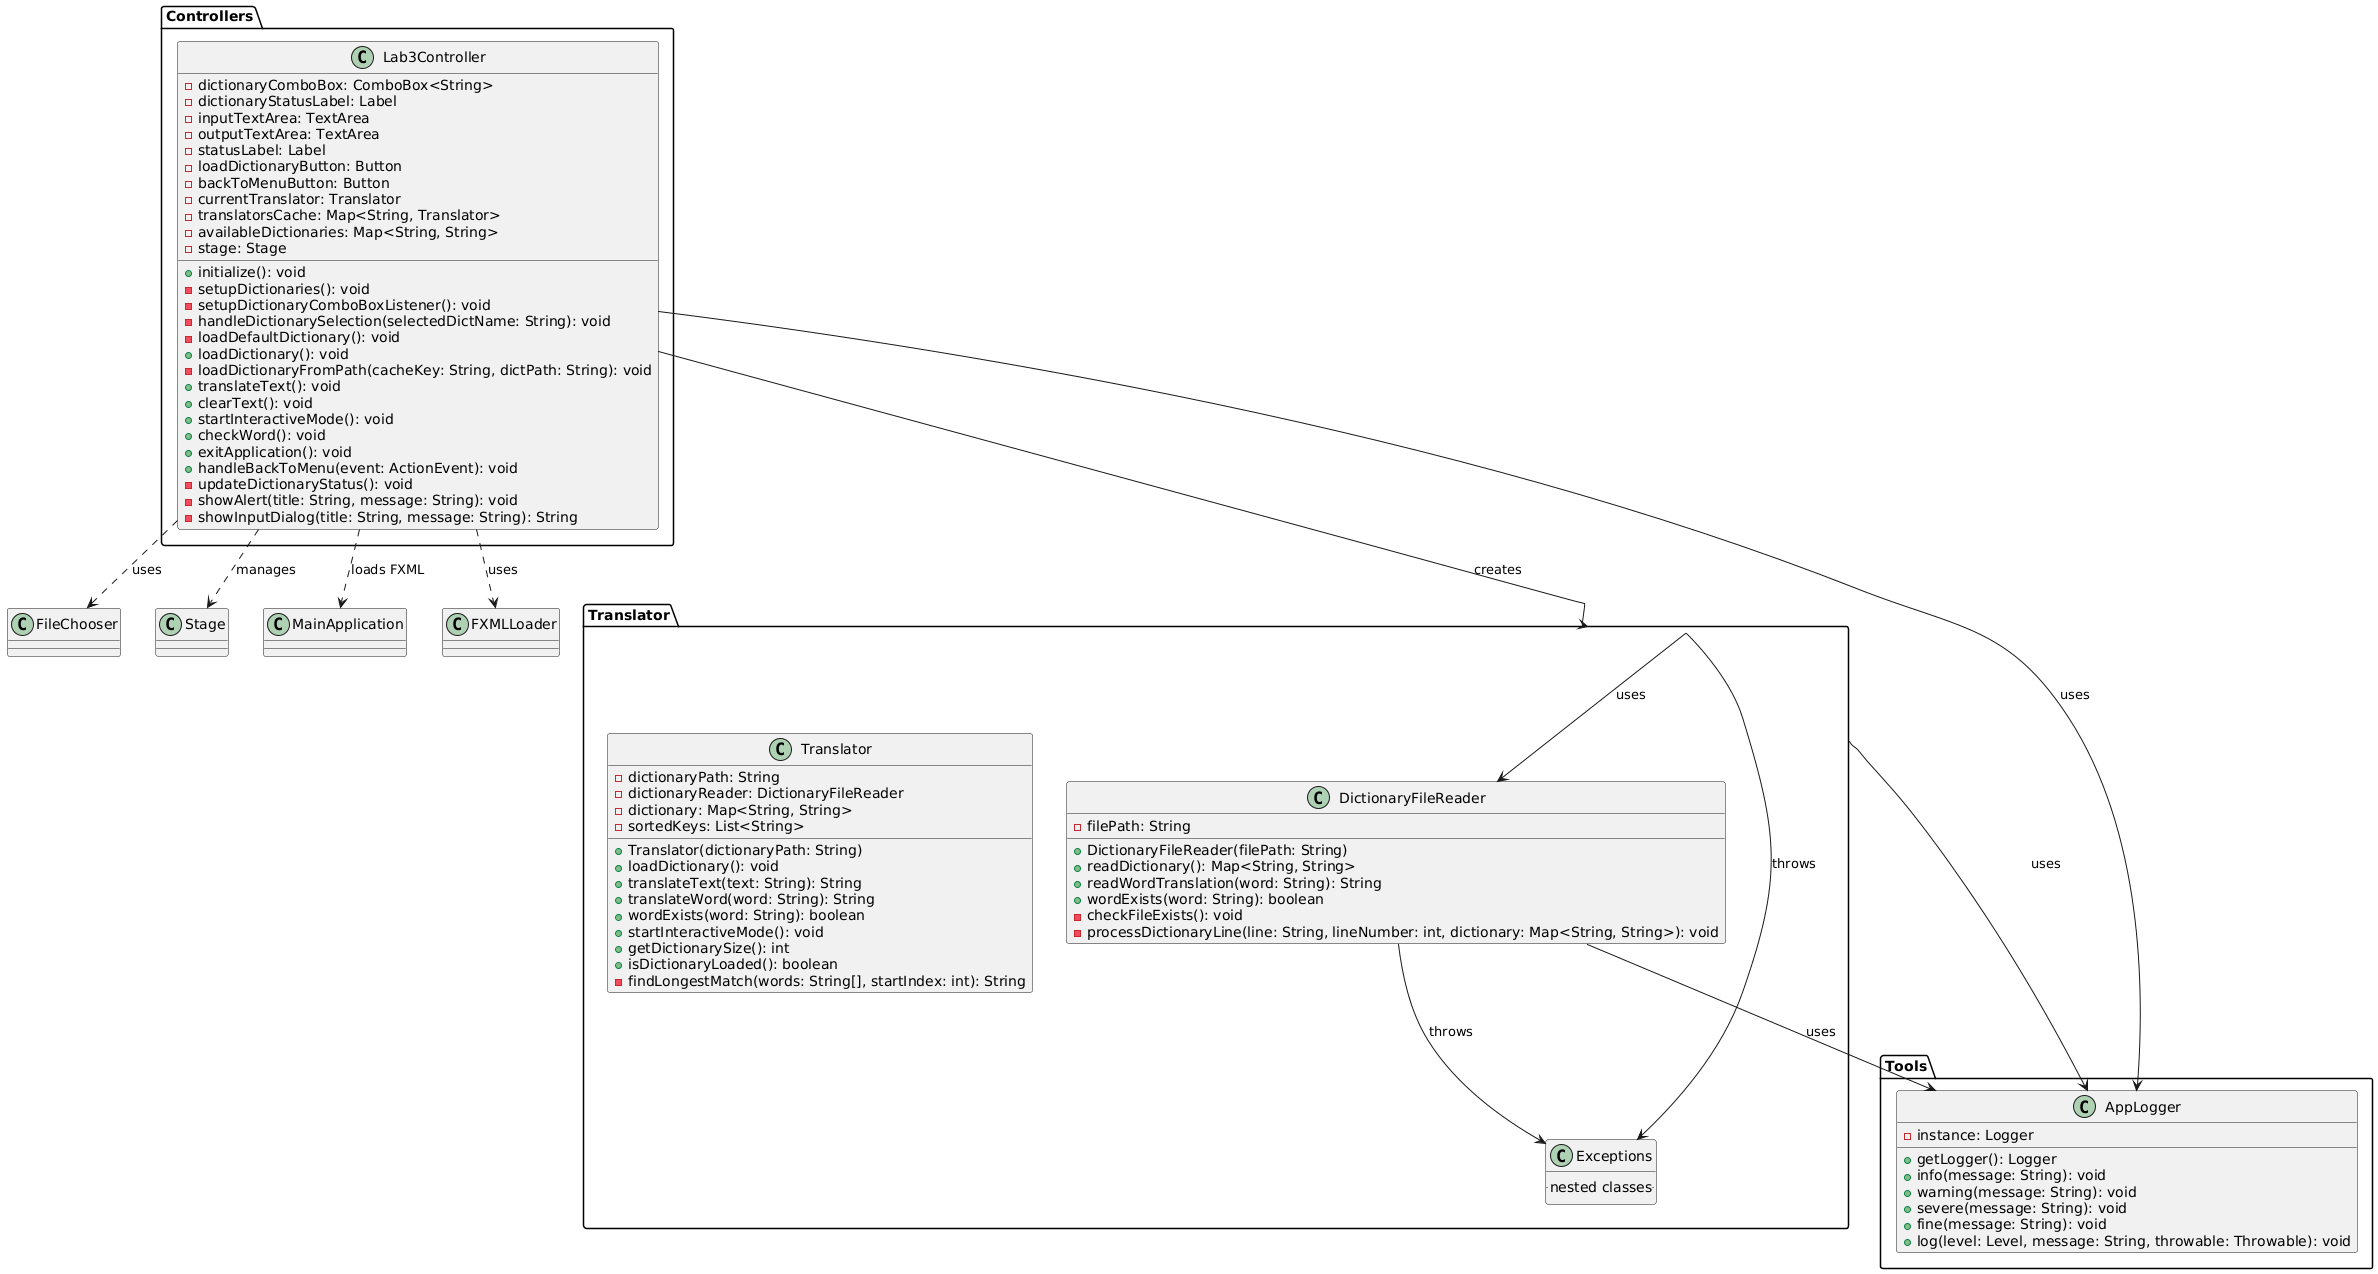 Controllers
C Lab3Controller
dictionaryComboBox: ComboBox<String>
dictionaryStatusLabel: Label
inputTextArea: TextArea
outputTextArea: TextArea
statusLabel: Label
loadDictionaryButton: Button
backToMenuButton: Button
currentTranslator: Translator
translatorsCache: Map<String, Translator>
availableDictionaries: Map<String, String>
stage: Stage
initialize(): void
setupDictionaries(): void
setupDictionaryComboBoxListener(): void
handleDictionarySelection(selectedDictName: String): void
loadDefaultDictionary(): void
loadDictionary(): void
loadDictionaryFromPath(cacheKey: String, dictPath: String): void
translateText(): void
clearText(): void
startInteractiveMode(): void
checkWord(): void
exitApplication(): void
handleBackToMenu(event: ActionEvent): void
updateDictionaryStatus(): void
showAlert(title: String, message: String): void
showInputDialog(title: String, message: String): String
uses
manages
loads FXML
uses
creates
C FileChooser
C Stage
C MainApplication
C FXMLLoader
Translator
uses
uses
C Translator
dictionaryPath: String
dictionaryReader: DictionaryFileReader
dictionary: Map<String, String>
sortedKeys: List<String>
Translator(dictionaryPath: String)
loadDictionary(): void
translateText(text: String): String
translateWord(word: String): String
wordExists(word: String): boolean
startInteractiveMode(): void
getDictionarySize(): int
isDictionaryLoaded(): boolean
findLongestMatch(words: String[], startIndex: int): String
C DictionaryFileReader
filePath: String
DictionaryFileReader(filePath: String)
readDictionary(): Map<String, String>
readWordTranslation(word: String): String
wordExists(word: String): boolean
checkFileExists(): void
processDictionaryLine(line: String, lineNumber: int, dictionary: Map<String, String>): void
throws
uses
throws
uses
Tools
C Exceptions
nested classes
C AppLogger
instance: Logger
getLogger(): Logger
info(message: String): void
warning(message: String): void
severe(message: String): void
fine(message: String): void
log(level: Level, message: String, throwable: Throwable): void